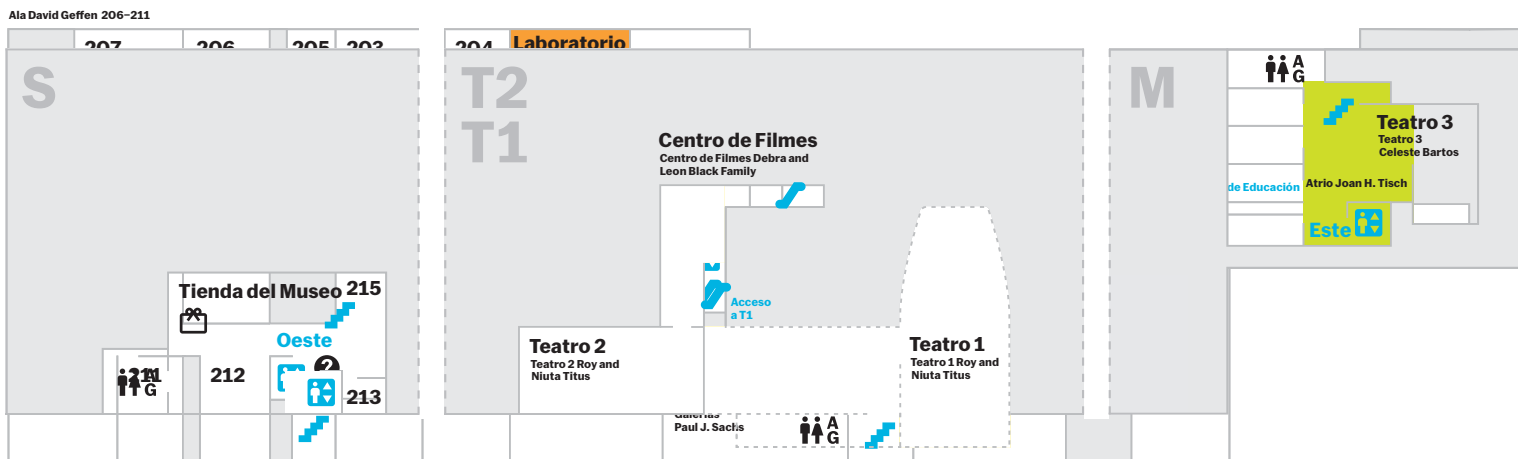 Ala David Geffen 206–211
207
206
205
203
204
Laboratorio
S
T2
T1
M
A
G
Centro de Filmes
Centro de Filmes Debra and
Leon Black Family
Teatro 3
Teatro 3
Celeste Bartos
de Educación
Atrio Joan H. Tisch
Este
Tienda del Museo
215
Oeste
Acceso
a T1
Teatro 2
Teatro 2 Roy and
Niuta Titus
Teatro 1
Teatro 1 Roy and
Niuta Titus
211
A
G
212
2
213
Galerías
Paul J. Sachs
A
G